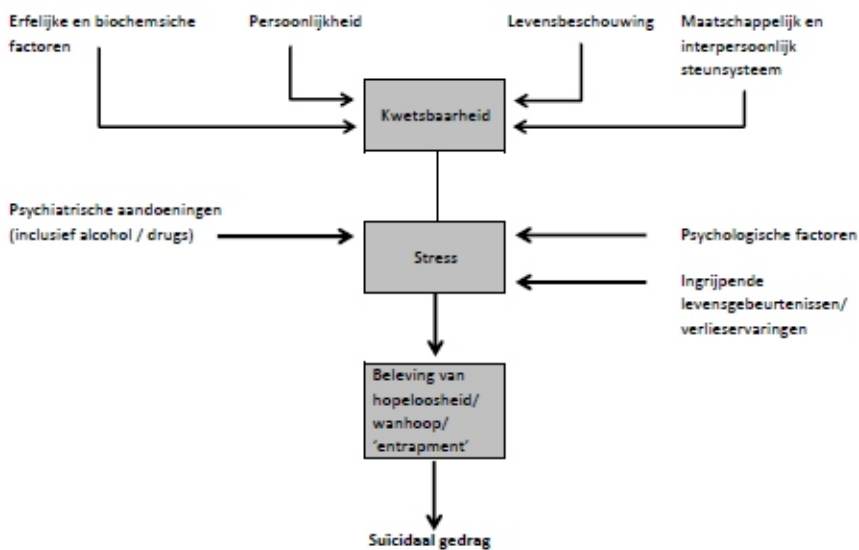 Erfelijke en biochemsiche
factoren
Persoonlijkheid
Levensbeschouwing
Maatschappelijk en
interpersoonlijk
steunsysteem
Kwetsbaarheid
Psychiatrische aandoeningen
(inclusief alcohol / drugs)
Stress
Psychologische factoren
Ingrijpende
levensgebeurtenissen/
verlieservaringen
Beleving van
hopeloosheid/
wanhoop/
‘entrapment’
Suïcidaal gedrag